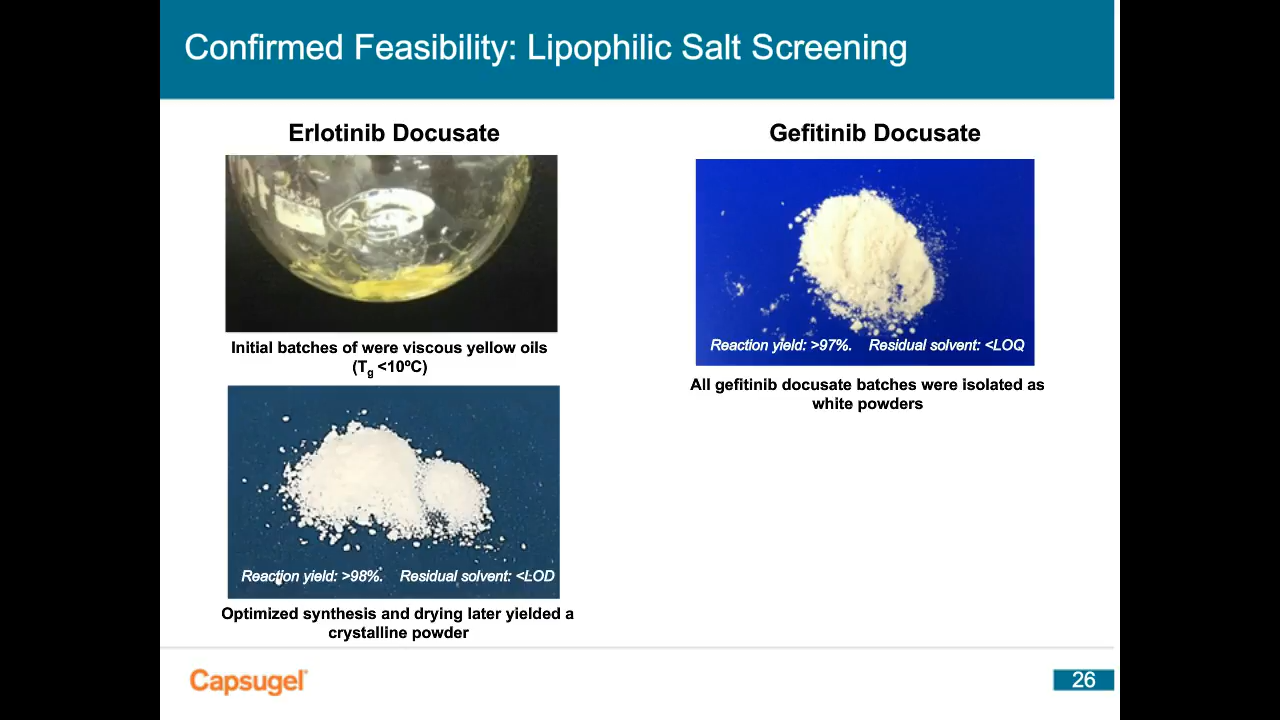 Confirmed Feasibility: Lipophilic Salt Screening
Erlotinib Docusate
Initial batches of were viscous yellow oils
(Tg <10ºC)
Reaction yield: >98%. Residual solvent: <LOD
Optimized synthesis and drying later yielded a
crystalline powder
Gefitinib Docusate
Reaction yield: >97%. Residual solvent: <LOQ
All gefitinib docusate batches were isolated as
white powders
Capsugel®
26